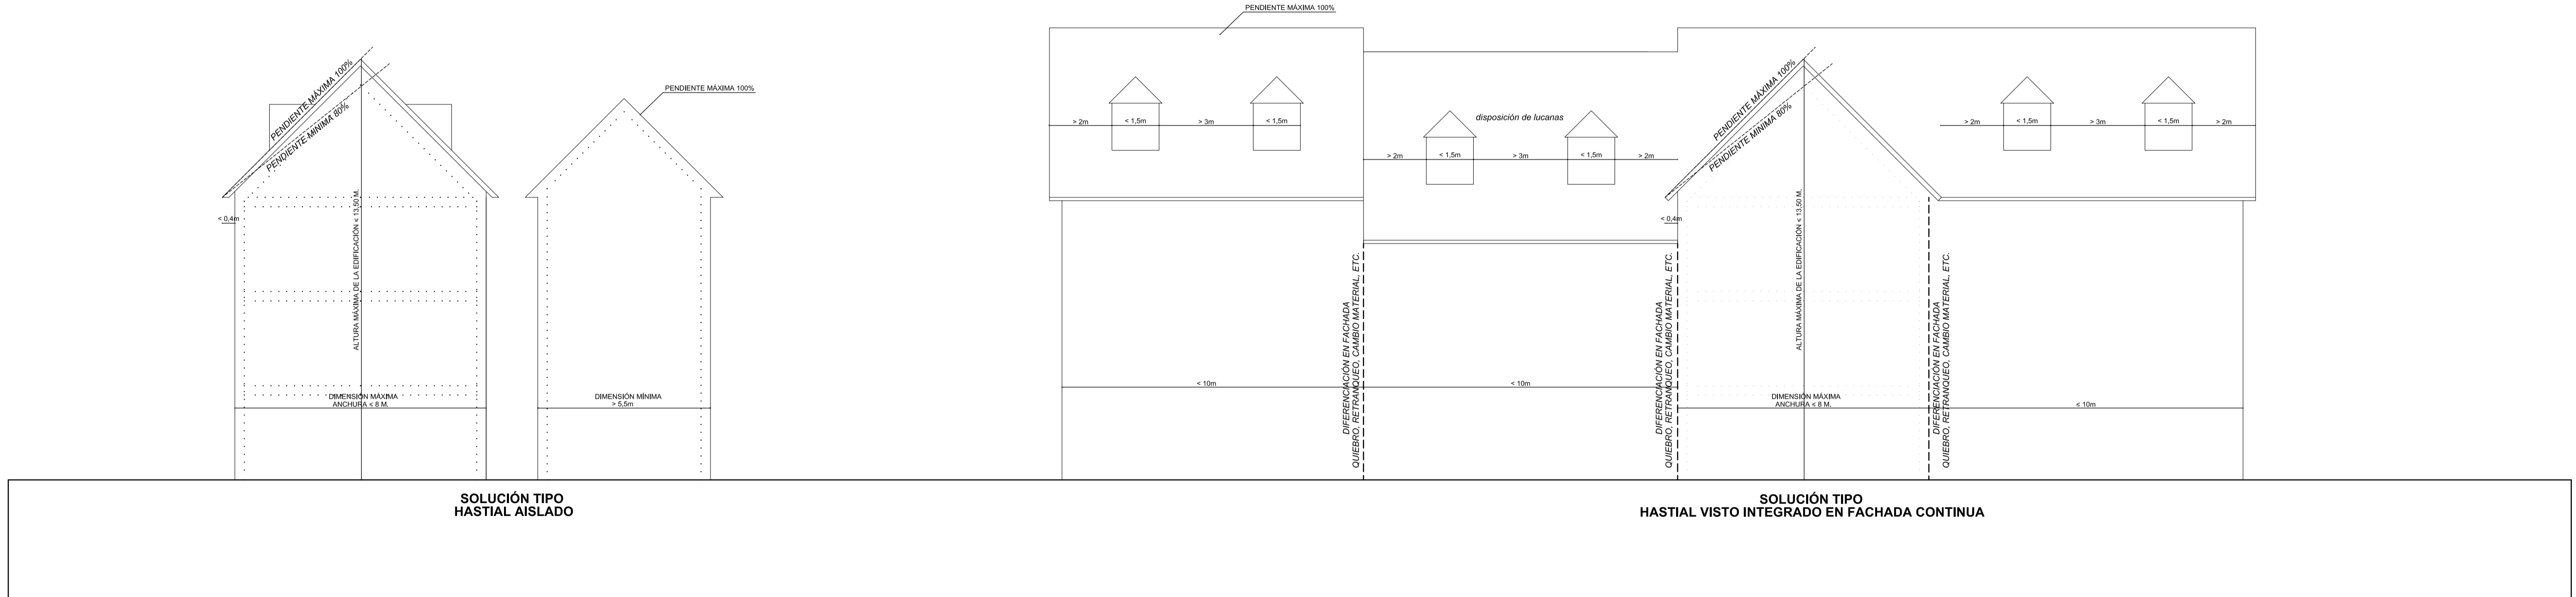 PENDIENTE MÁXIMA 100%
PENDIENTE MÍNIMA 80%
< 0,4m
ALTURA MÁXIMA DE LA EDIFICACIÓN < 13,50 M.
DIMENSIÓN MÁXIMA
ANCHURA < 8 M.
PENDIENTE MÁXIMA 100%
DIMENSIÓN MÍNIMA
> 5,5m
SOLUCIÓN TIPO
HASTIAL AISLADO
PENDIENTE MÁXIMA 100%
> 2m
< 1,5m
> 3m
< 1,5m
disposición de lucanas
> 2m
< 1,5m
> 3m
< 1,5m
> 2m
< 10m
DIFERENCIACIÓN EN FACHADA
QUIEBRO, RETRANQUEO, CAMBIO MATERIAL, ETC.
< 10m
DIFERENCIACIÓN EN FACHADA
QUIEBRO, RETRANQUEO, CAMBIO MATERIAL, ETC.
PENDIENTE MÁXIMA 100%
PENDIENTE MÍNIMA 80%
< 0,4m
ALTURA MÁXIMA DE LA EDIFICACIÓN < 13,50 M.
DIMENSIÓN MÁXIMA
ANCHURA < 8 M.
DIFERENCIACIÓN EN FACHADA
QUIEBRO, RETRANQUEO, CAMBIO MATERIAL, ETC.
> 2m
< 1,5m
> 3m
< 1,5m
> 2m
< 10m
SOLUCIÓN TIPO
HASTIAL VISTO INTEGRADO EN FACHADA CONTINUA